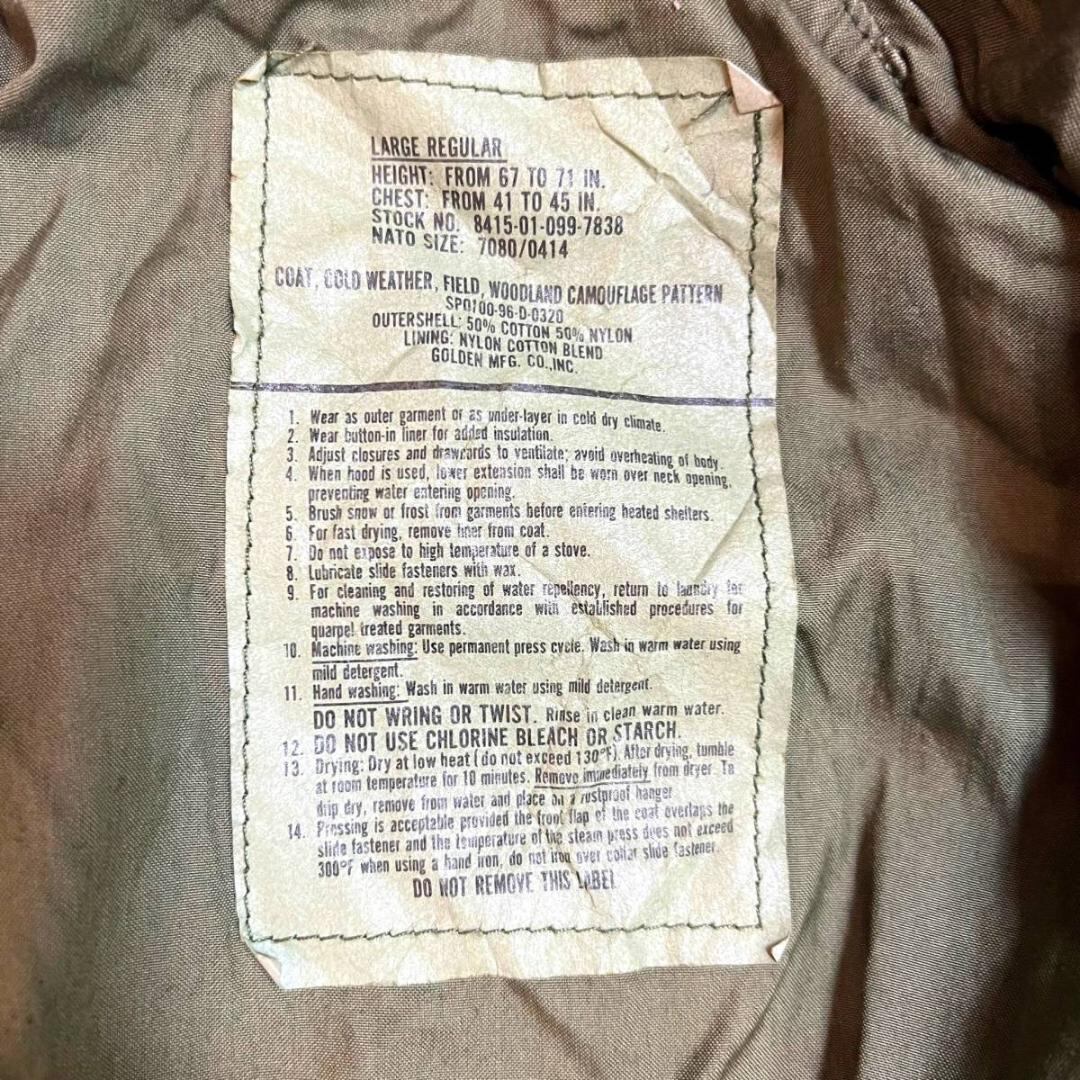 LARGE REGULAR
HEIGHT: FROM 67 TO 71 IN.
CHEST: FROM 41 TO 45 IN.
STOCK NO. 8415-01-099-7838
NATO SIZE: 7080/0414
COAT, COLD WEATHER, FIELD, WOODLAND CAMOUFLAGE PATTERN
SPO100-96-D-0320
OUTERSHELL: 50% COTTON 50% NYLON
LINING: NYLON COTTON BLEND
GOLDEN MFG. CO.,INC.
1. Wear as outer garment or as under-layer in cold dry climate.
2. Wear button-in liner for added insulation.
3. Adjust closures and drawcords to ventilate; avoid overheating of body.
4. When hood is used, lower extension shall be worn over neck opening,
preventing water entering opening.
5. Brush snow or frost from garments before entering heated shelters.
6. For fast drying, remove liner from coat.
7. Do not expose to high temperature of a stove.
8. Lubricate slide fasteners with wax.
9. For cleaning and restoring of water repellency, return to laundry for
machine washing in accordance with established procedures for
quarpel treated garments.
10. Machine washing: Use permanent press cycle. Wash in warm water using
mild detergent.
11. Hand washing: Wash in warm water using mild detergent.
DO NOT WRING OR TWIST. Rinse in clean warm water.
12. DO NOT USE CHLORINE BLEACH OR STARCH.
13. Drying: Dry at low heat (do not exceed 130°F). After drying, tumble
at room temperature for 10 minutes. Remove immediately from dryer. To
drip dry, remove from water and place on a rustproof hanger
14. Pressing is acceptable provided the front flap of the coat overlaps the
slide fastener and the temperature of the steam press does not exceed
300°F when using a hand iron, do not iron over collar slide fastener.
DO NOT REMOVE THIS LABEL